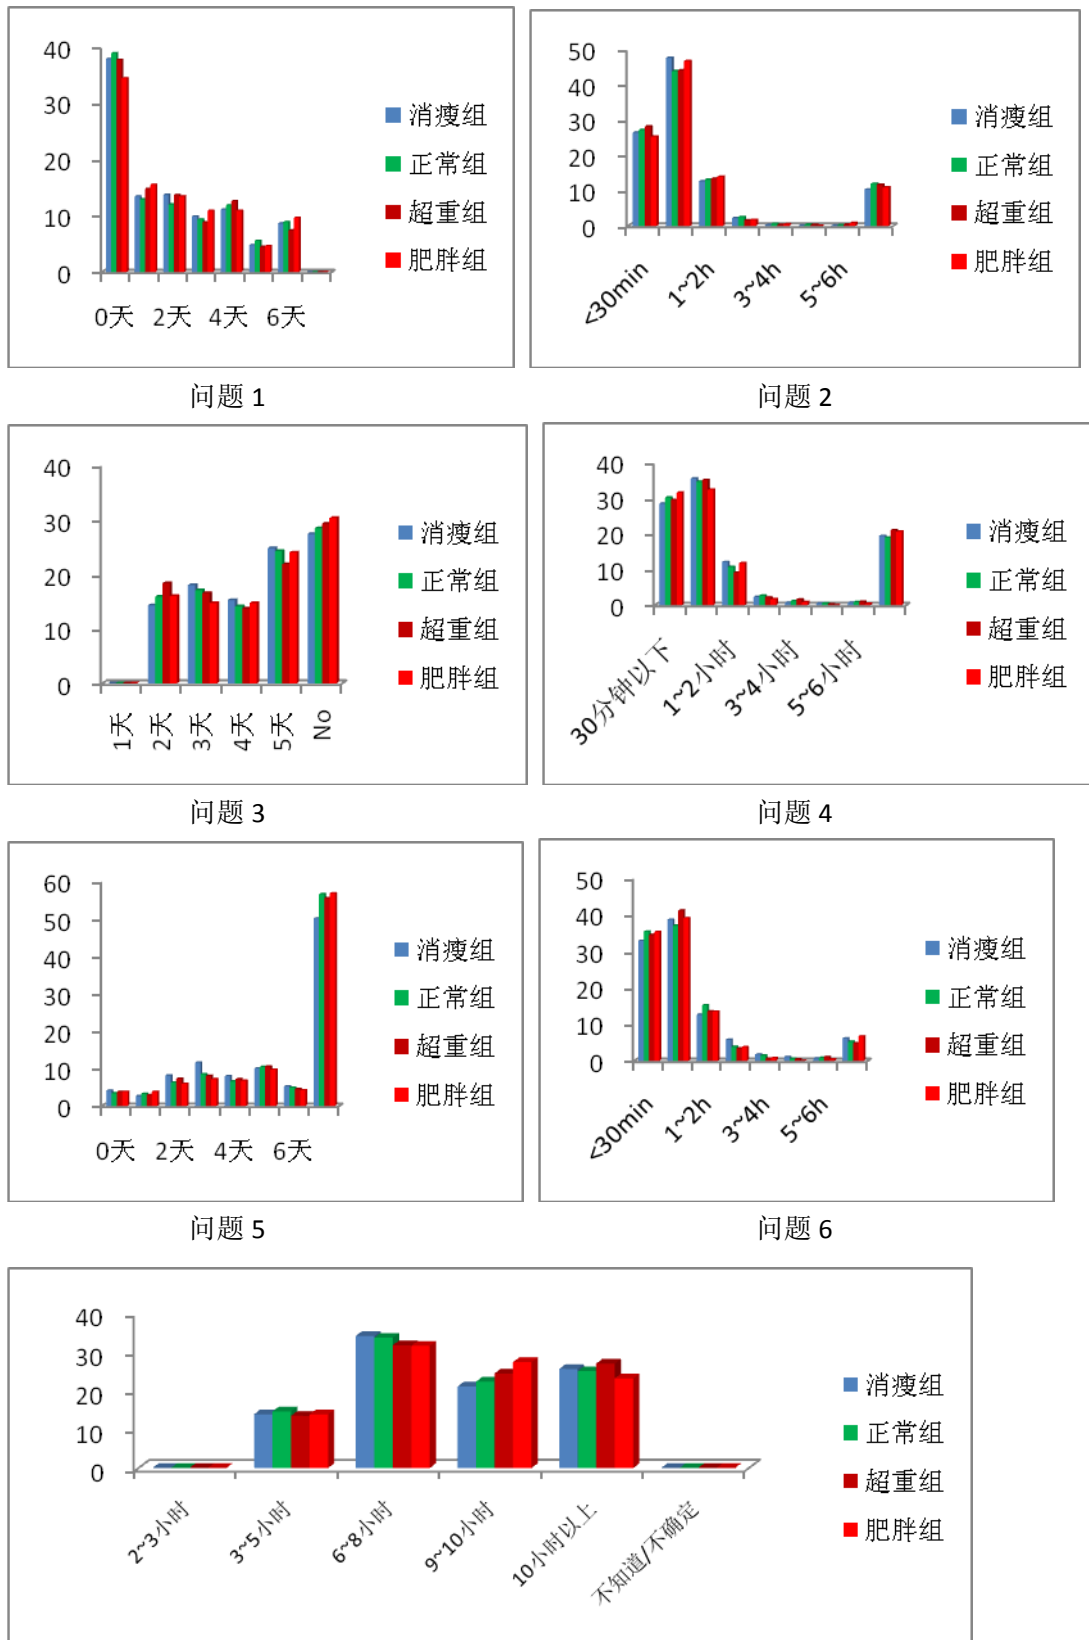 40
30
20
10
0
0天 2天 4天 6天
消瘦组
正常组
超重组
肥胖组
50
40
30
20
10
0
<30min 1~2h 3~4h 5~6h
消瘦组
正常组
超重组
肥胖组
问题 1
问题 2
40
30
20
10
0
1天 2天 3天 4天 5天 No
消瘦组
正常组
超重组
肥胖组
40
30
20
10
0
30分钟以下 1~2小时 3~4小时 5~6小时
消瘦组
正常组
超重组
肥胖组
问题 3
问题 4
60
50
40
30
20
10
0
0天 2天 4天 6天
消瘦组
正常组
超重组
肥胖组
50
40
30
20
10
0
<30min 1~2h 3~4h 5~6h
消瘦组
正常组
超重组
肥胖组
问题 5
问题 6
40
30
20
10
0
2~3小时 3~5小时 6~8小时 9~10小时 10小时以上 不知道/不确定
消瘦组
正常组
超重组
肥胖组